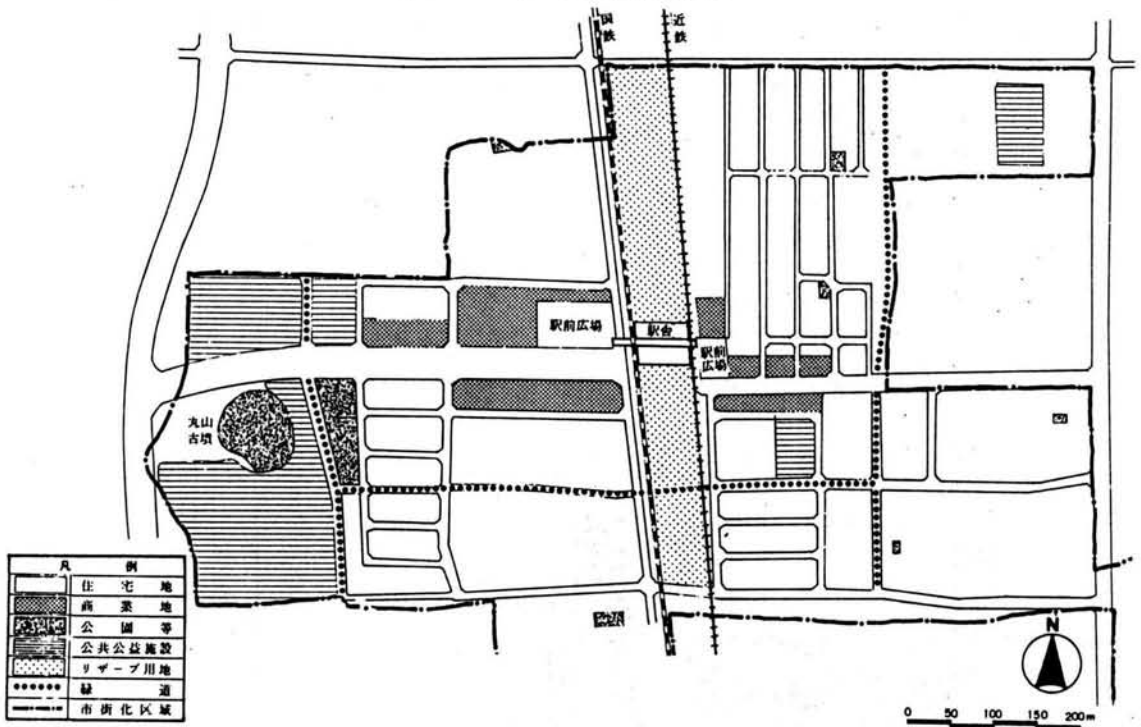 国鉄
近鉄
駅前広場
駅舎
駅前
広場
丸山
古墳
凡 例
住宅地
商業地
公園等
公共公益施設
リザーブ用地
緑道
市街化区域
N
0 50 100 150 200m